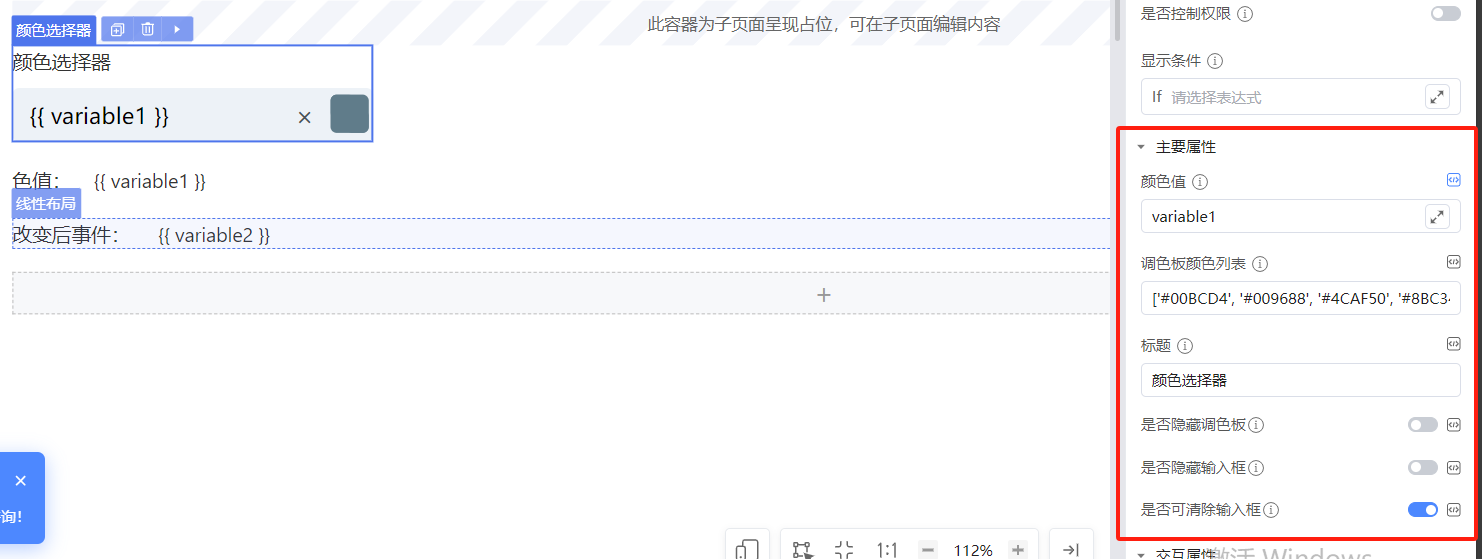 颜色选择器
此容器为子页面呈现占位，可在子页面编辑内容
颜色选择器
{{ variable1 }}
色值： {{ variable1 }}
线性布局
改变后事件： {{ variable2 }}
询！
1:1
112%
是否控制权限
显示条件
If 请选择表达式
主要属性
颜色值
variable1
调色板颜色列表
['#00BCD4', '#009688', '#4CAF50', '#8BC34
标题
颜色选择器
是否隐藏调色板
是否隐藏输入框
是否可清除输入框
交互属性
激活 Windows